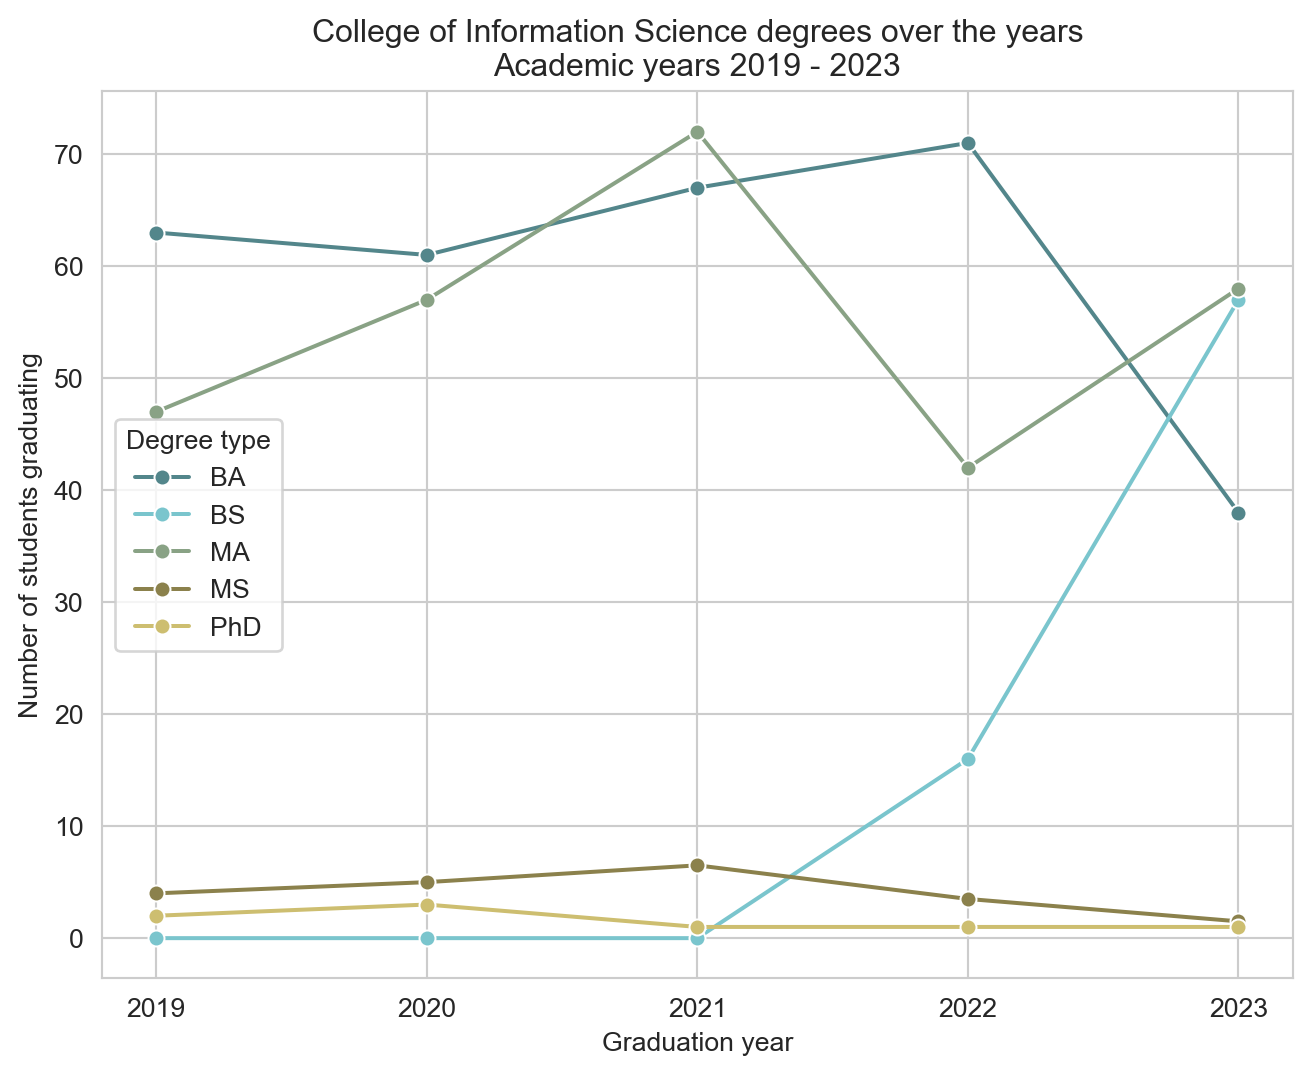 College of Information Science degrees over the years
Academic years 2019 - 2023
Number of students graduating
70
60
50
40
30
20
10
0
Degree type
BA
BS
MA
MS
PhD
2019 2020 2021 2022 2023
Graduation year